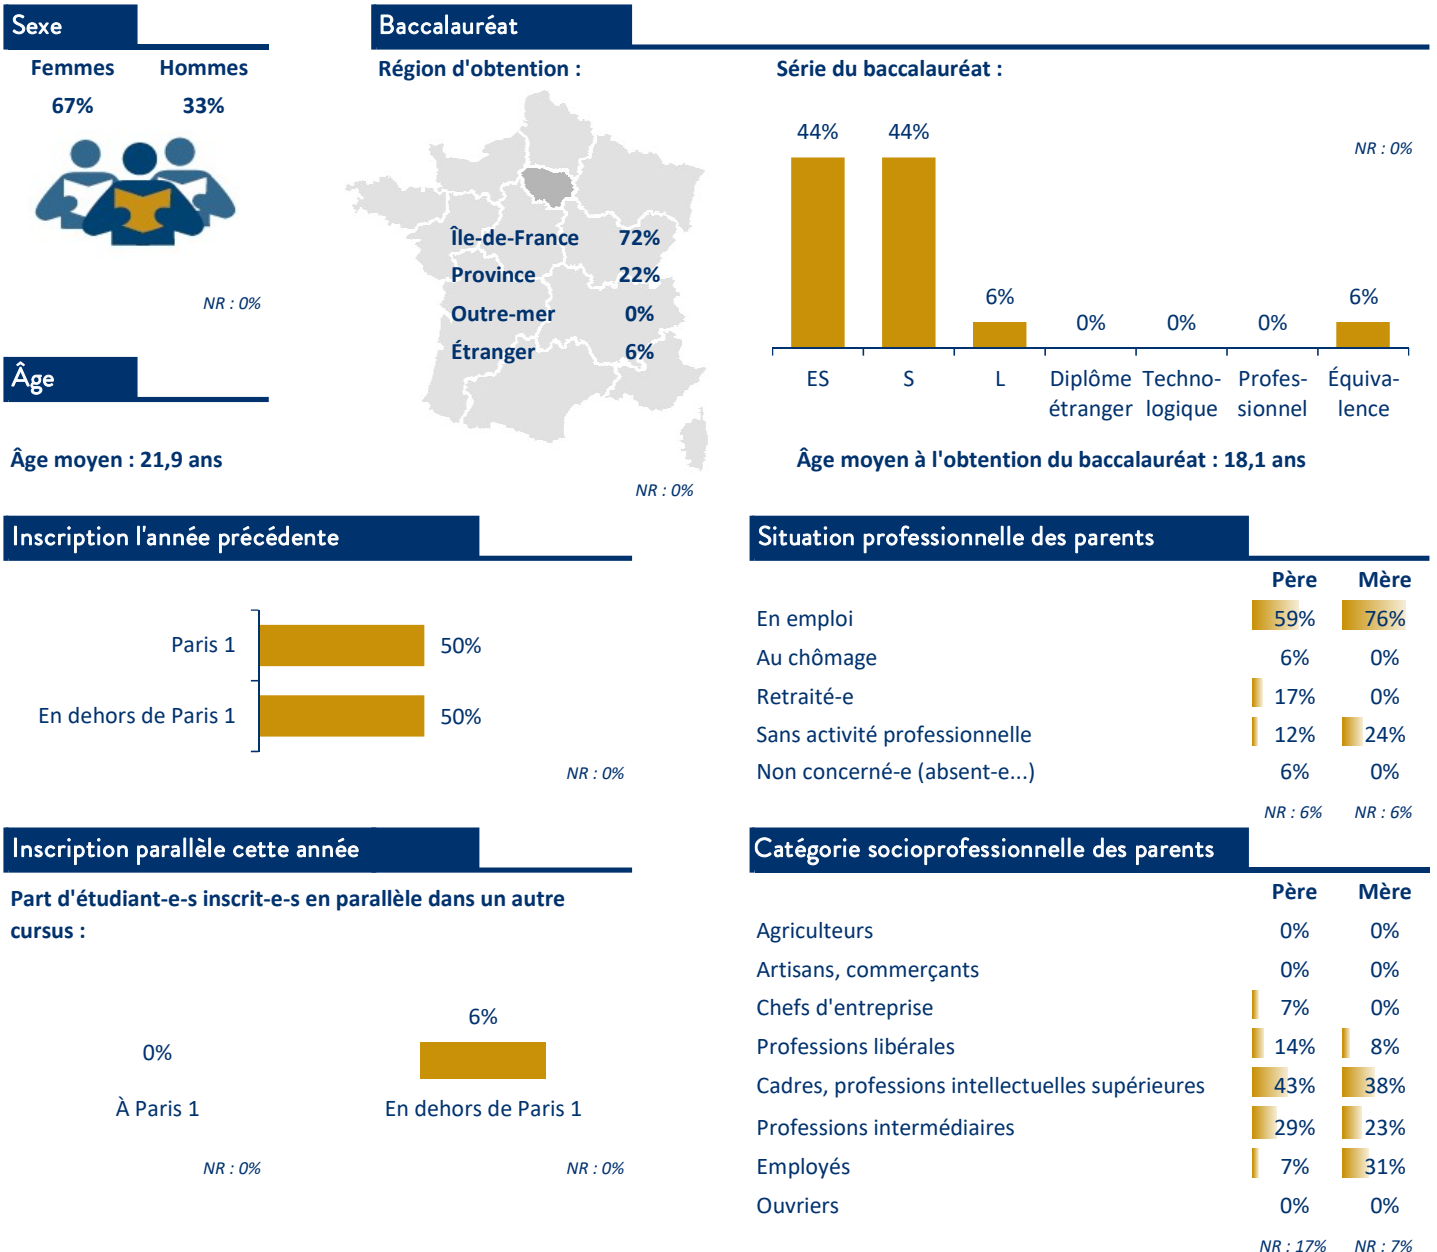 Sexe
Femmes Hommes
67% 33%
NR : 0%
Âge
Âge moyen : 21,9 ans
Baccalauréat
Région d'obtention :
Île-de-France 72%
Province 22%
Outre-mer 0%
Étranger 6%
NR : 0%
Série du baccalauréat :
NR : 0%
44% 44% 6% 0% 0% 0% 6%
ES S L Diplôme Techno- Profes- Équiva-
étranger logique sionnel lence
Âge moyen à l'obtention du baccalauréat : 18,1 ans
Inscription l'année précédente
Paris 1 50%
En dehors de Paris 1 50%
NR : 0%
Situation professionnelle des parents
Père Mère
En emploi 59% 76%
Au chômage 6% 0%
Retraité-e 17% 0%
Sans activité professionnelle 12% 24%
Non concerné-e (absent-e...) 6% 0%
NR : 6% NR : 6%
Inscription parallèle cette année
Part d'étudiant-e-s inscrit-e-s en parallèle dans un autre
cursus :
0% 6%
À Paris 1 En dehors de Paris 1
NR : 0% NR : 0%
Catégorie socioprofessionnelle des parents
Père Mère
Agriculteurs 0% 0%
Artisans, commerçants 0% 0%
Chefs d'entreprise 7% 0%
Professions libérales 14% 8%
Cadres, professions intellectuelles supérieures 43% 38%
Professions intermédiaires 29% 23%
Employés 7% 31%
Ouvriers 0% 0%
NR : 17% NR : 7%